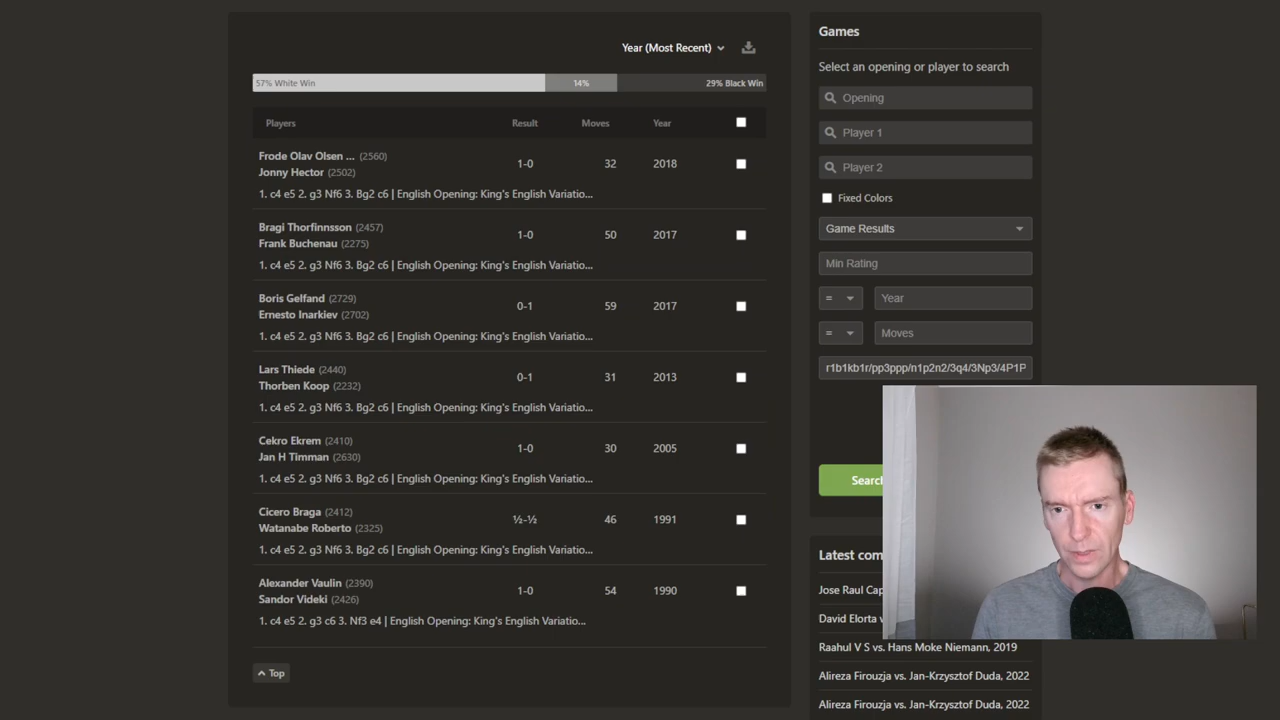 Year (Most Recent)
57% White Win 14% 29% Black Win
Players Result Moves Year
Frode Olav Olsen ... (2560)
Jonny Hector (2502)
1-0 32 2018
1. c4 e5 2. g3 Nf6 3. Bg2 c6 | English Opening: King's English Variatio...
Bragi Thorfinnsson (2457)
Frank Buchenau (2275)
1-0 50 2017
1. c4 e5 2. g3 Nf6 3. Bg2 c6 | English Opening: King's English Variatio...
Boris Gelfand (2729)
Ernesto Inarkiev (2702)
0-1 59 2017
1. c4 e5 2. g3 Nf6 3. Bg2 c6 | English Opening: King's English Variatio...
Lars Thiede (2440)
Thorben Koop (2232)
0-1 31 2013
1. c4 e5 2. g3 Nf6 3. Bg2 c6 | English Opening: King's English Variatio...
Cekro Ekrem (2410)
Jan H Timman (2630)
1-0 30 2005
1. c4 e5 2. g3 Nf6 3. Bg2 c6 | English Opening: King's English Variatio...
Cicero Braga (2412)
Watanabe Roberto (2325)
½-½ 46 1991
1. c4 e5 2. g3 Nf6 3. Bg2 c6 | English Opening: King's English Variatio...
Alexander Vaulin (2390)
Sandor Videki (2426)
1-0 54 1990
1. c4 e5 2. g3 c6 3. Nf3 e4 | English Opening: King's English Variatio...
Top
Games
Select an opening or player to search
Opening
Player 1
Player 2
Fixed Colors
Game Results
Min Rating
= Year
= Moves
r1b1kb1r/pp3ppp/n1p2n2/3q4/3Np3/4P1P
Search
Latest com
Jose Raul Cap
David Elorta v
Raahul V S vs. Hans Moke Niemann, 2019
Alireza Firouzja vs. Jan-Krzysztof Duda, 2022
Alireza Firouzja vs. Jan-Krzysztof Duda, 2022